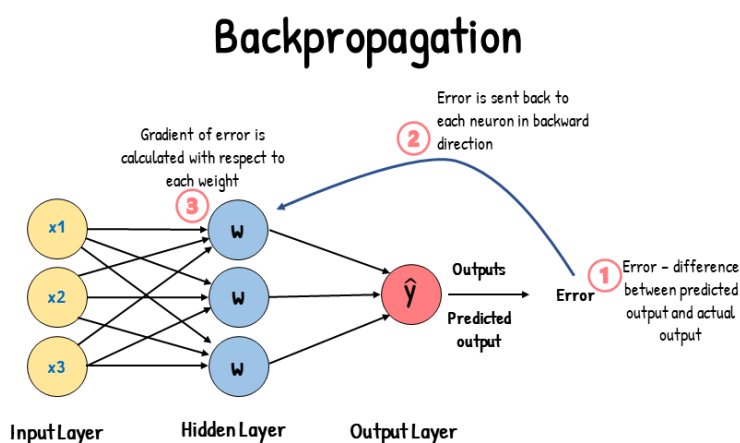 Backpropagation
Error is sent back to
each neuron in backward
direction
2
Gradient of error is
calculated with respect to
each weight
3
x1
w
1
Error - difference
between predicted
output and actual
output
Error
Outputs
x2
w
ŷ
Predicted
output
x3
w
Input Layer
Hidden Layer
Output Layer